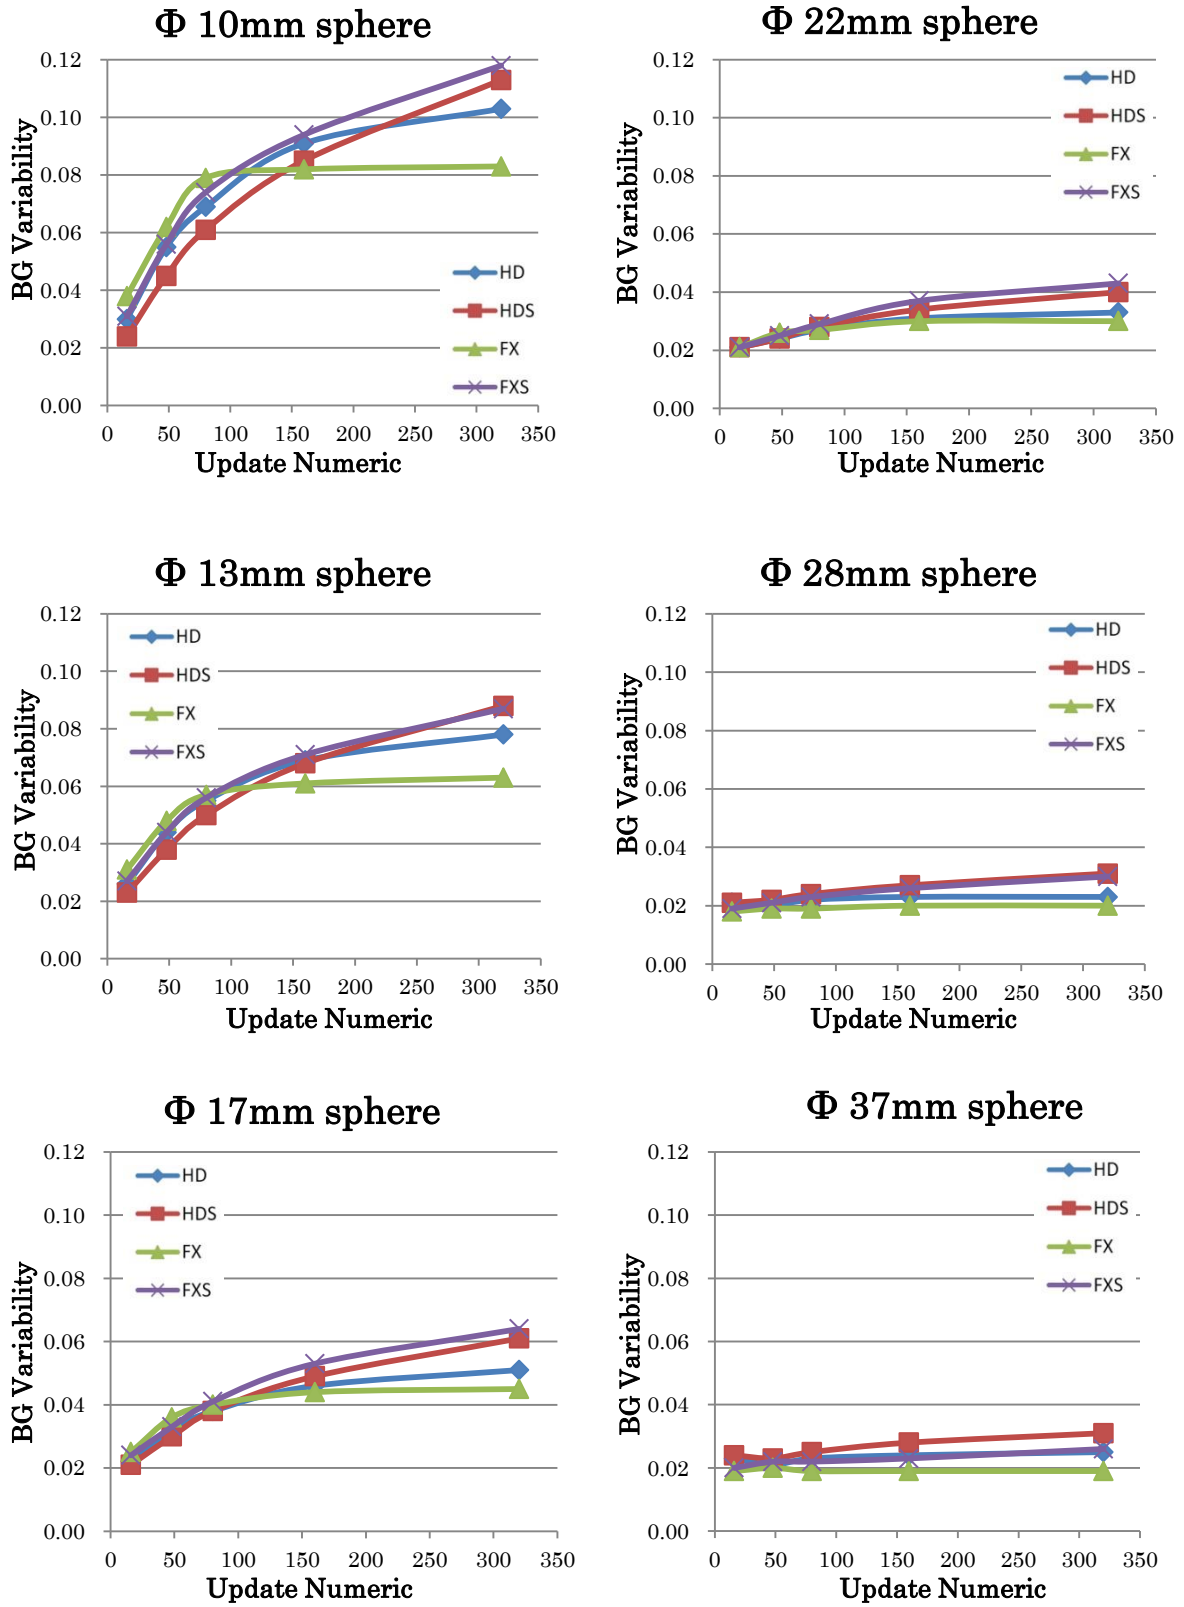 Φ 10mm sphere
0.12
0.10
0.08
0.06
0.04
0.02
0.00
BG Variability
HD
HDS
FX
FXS
0 50 100 150 200 250 300 350
Update Numeric
Φ 22mm sphere
0.12
0.10
0.08
0.06
0.04
0.02
0.00
BG Variability
HD
HDS
FX
FXS
0 50 100 150 200 250 300 350
Update Numeric
Φ 13mm sphere
0.12
0.10
0.08
0.06
0.04
0.02
0.00
BG Variability
HD
HDS
FX
FXS
0 50 100 150 200 250 300 350
Update Numeric
Φ 28mm sphere
0.12
0.10
0.08
0.06
0.04
0.02
0.00
BG Variability
HD
HDS
FX
FXS
0 50 100 150 200 250 300 350
Update Numeric
Φ 17mm sphere
0.12
0.10
0.08
0.06
0.04
0.02
0.00
BG Variability
HD
HDS
FX
FXS
0 50 100 150 200 250 300 350
Update Numeric
Φ 37mm sphere
0.12
0.10
0.08
0.06
0.04
0.02
0.00
BG Variability
HD
HDS
FX
FXS
0 50 100 150 200 250 300 350
Update Numeric